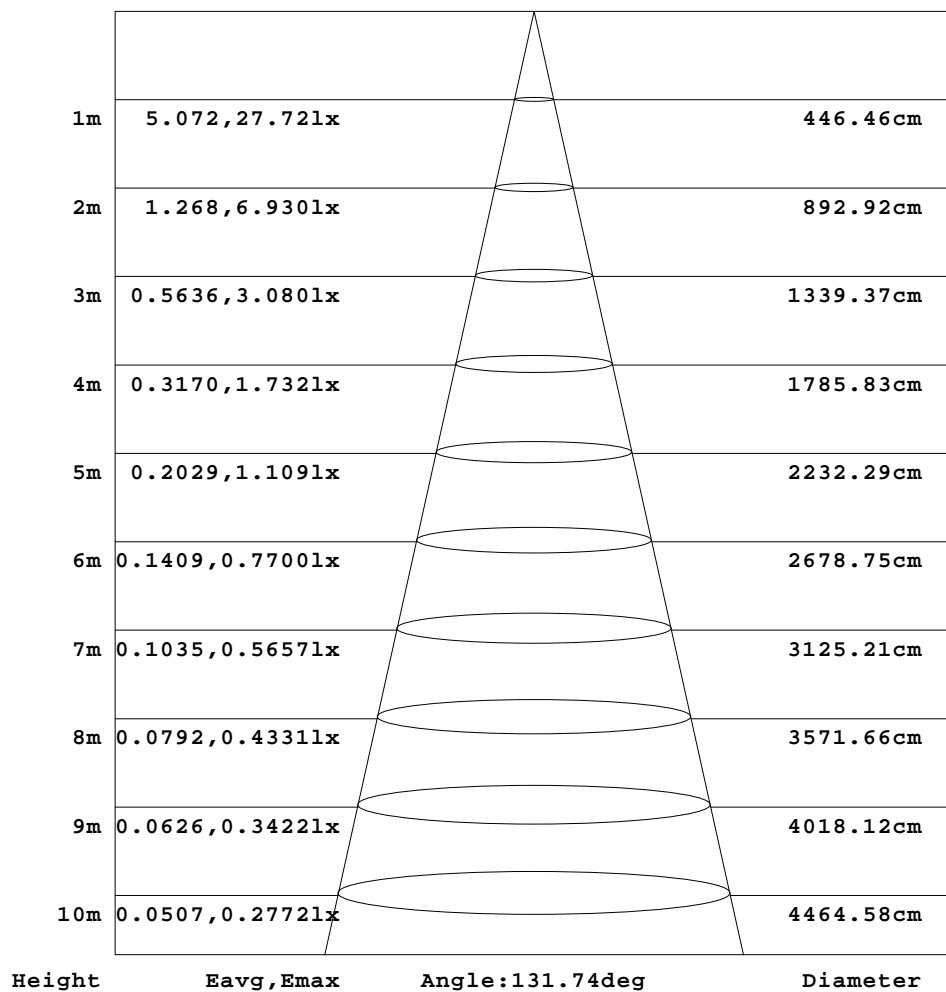 1m 5.072,27.72lx 446.46cm
2m 1.268,6.930lx 892.92cm
3m 0.5636,3.080lx 1339.37cm
4m 0.3170,1.732lx 1785.83cm
5m 0.2029,1.109lx 2232.29cm
6m 0.1409,0.7700lx 2678.75cm
7m 0.1035,0.5657lx 3125.21cm
8m 0.0792,0.4331lx 3571.66cm
9m 0.0626,0.3422lx 4018.12cm
10m 0.0507,0.2772lx 4464.58cm
Height Eavg,Emax Angle:131.74deg Diameter